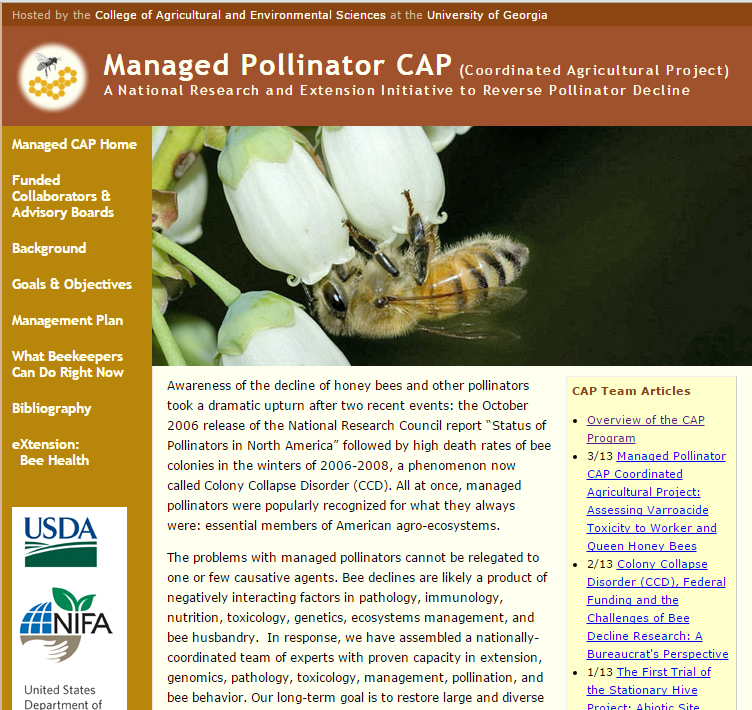 Hosted by the College of Agricultural and Environmental Sciences at the University of Georgia
Managed Pollinator CAP (Coordinated Agricultural Project)
A National Research and Extension Initiative to Reverse Pollinator Decline
Managed CAP Home
Funded
Collaborators &
Advisory Boards
Background
Goals & Objectives
Management Plan
What Beekeepers
Can Do Right Now
Bibliography
eXtension:
Bee Health
USDA
NIFA
United States
Department of
Awareness of the decline of honey bees and other pollinators
took a dramatic upturn after two recent events: the October
2006 release of the National Research Council report “Status of
Pollinators in North America” followed by high death rates of bee
colonies in the winters of 2006-2008, a phenomenon now
called Colony Collapse Disorder (CCD). All at once, managed
pollinators were popularly recognized for what they always
were: essential members of American agro-ecosystems.
The problems with managed pollinators cannot be relegated to
one or few causative agents. Bee declines are likely a product of
negatively interacting factors in pathology, immunology,
nutrition, toxicology, genetics, ecosystems management, and
bee husbandry.  In response, we have assembled a nationally-
coordinated team of experts with proven capacity in extension,
genomics, pathology, toxicology, management, pollination, and
bee behavior. Our long-term goal is to restore large and diverse
CAP Team Articles
Overview of the CAP
Program
3/13 Managed Pollinator
CAP Coordinated
Agricultural Project:
Assessing Varroacide
Toxicity to Worker and
Queen Honey Bees
2/13 Colony Collapse
Disorder (CCD), Federal
Funding and the
Challenges of Bee
Decline Research: A
Bureaucrat's Perspective
1/13 The First Trial of
the Stationary Hive
Project: Abiotic Site